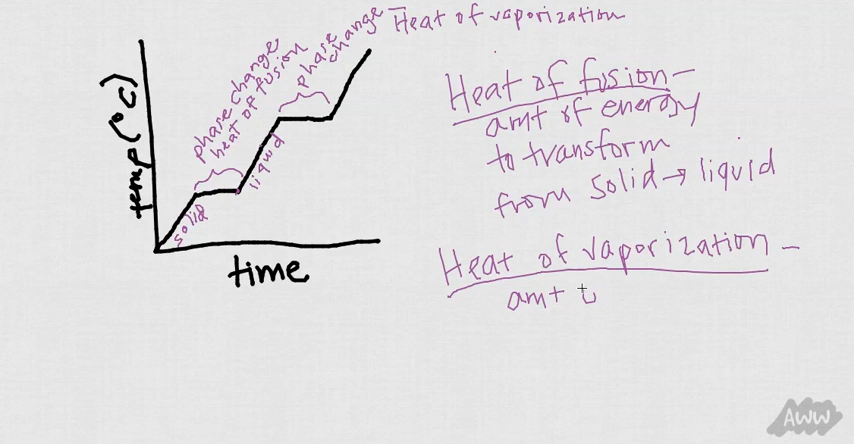 Heat of vaporization
phase change
heat of fusion
phase
change
temp (°C)
solid
liquid
time
Heat of fusion –
amt of energy
to transform
from solid → liquid
Heat of vaporization –
amt
AWW